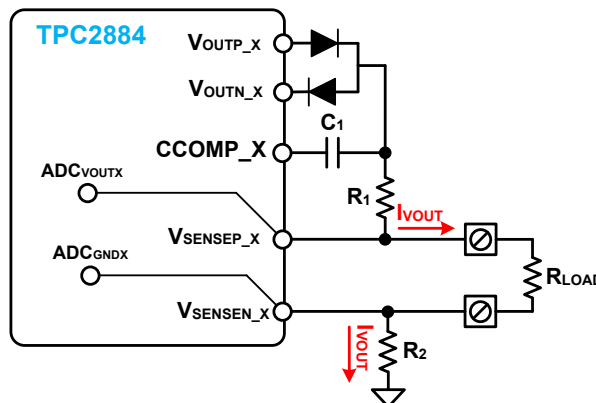 TPC2884
VOUTP_X
VOUTN_X
C1
CCOMP_X
ADCVOUTX
R1
IVOUT
VSENSEP_X
ADCGNDX
RLOAD
VSENSEN_X
IVOUT
R2